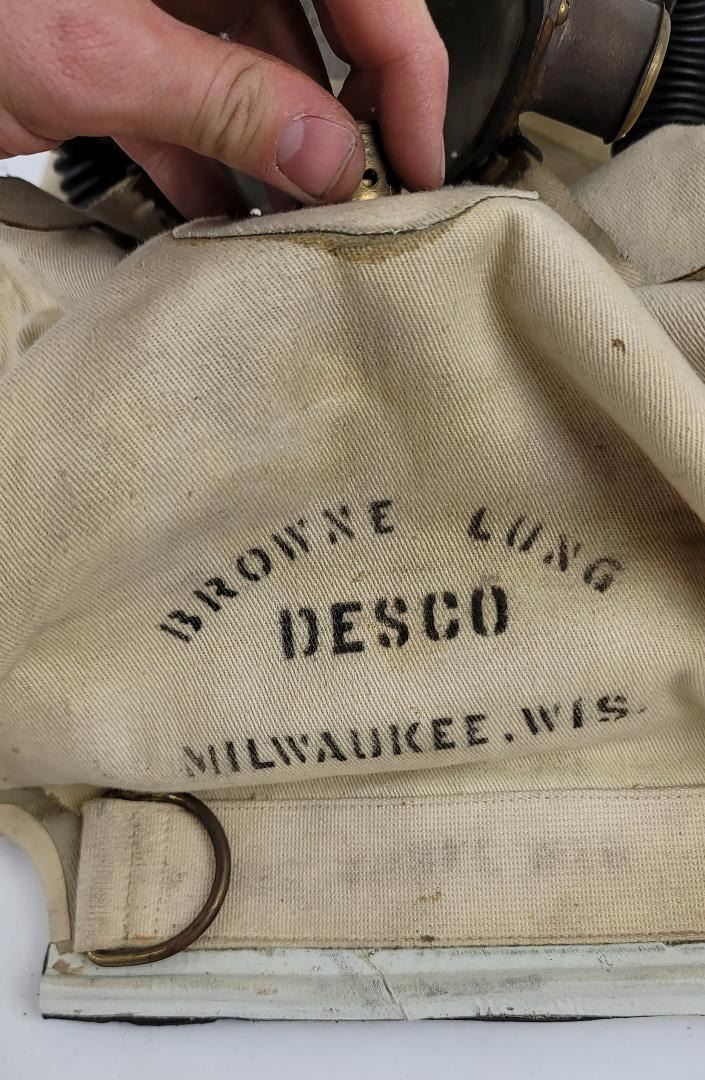 BROWNE LUNG
DESCO
MILWAUKEE, WIS.